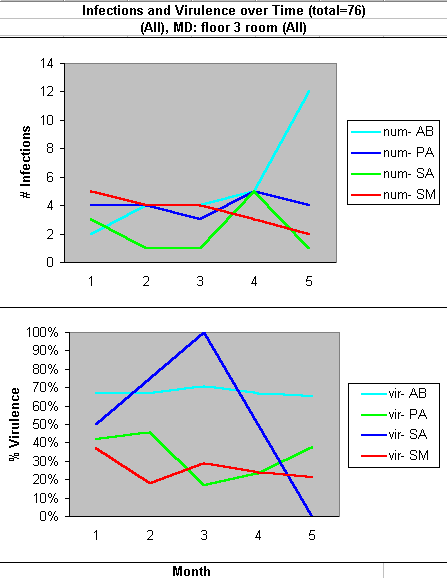 Infections and Virulence over Time (total=76)
(All), MD: floor 3 room (All)
14
12
10
8
6
4
2
0
# Infections
1 2 3 4 5
num- AB
num- PA
num- SA
num- SM
100%
90%
80%
70%
60%
50%
40%
30%
20%
10%
0%
% Virulence
1 2 3 4 5
vir- AB
vir- PA
vir- SA
vir- SM
Month